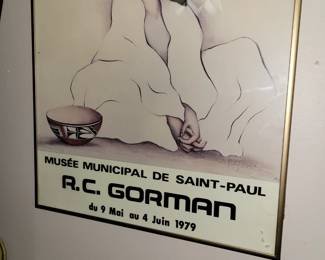 MUSÉE MUNICIPAL DE SAINT-PAUL
R.C. GORMAN
du 9 Mai au 4 Juin 1979